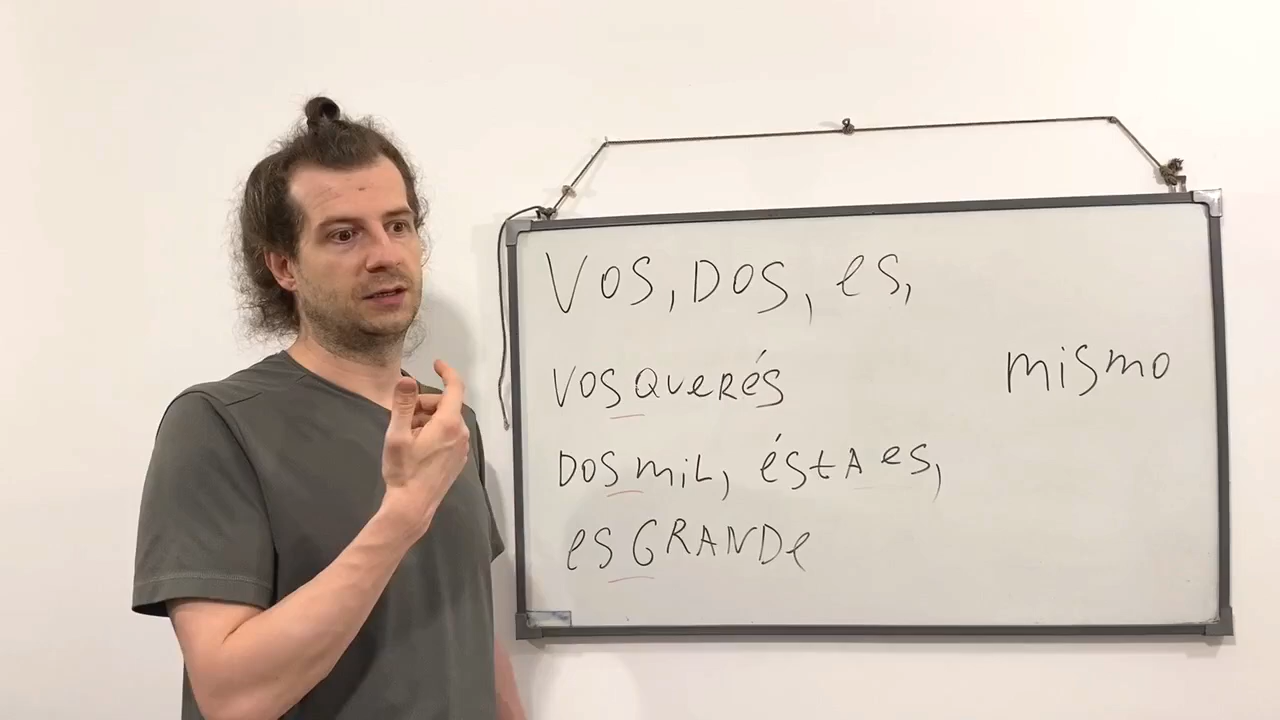 VOS, DOS, es,
VOS QUERÉS
mismo
DOS miL, éstA es,
es GRANDe